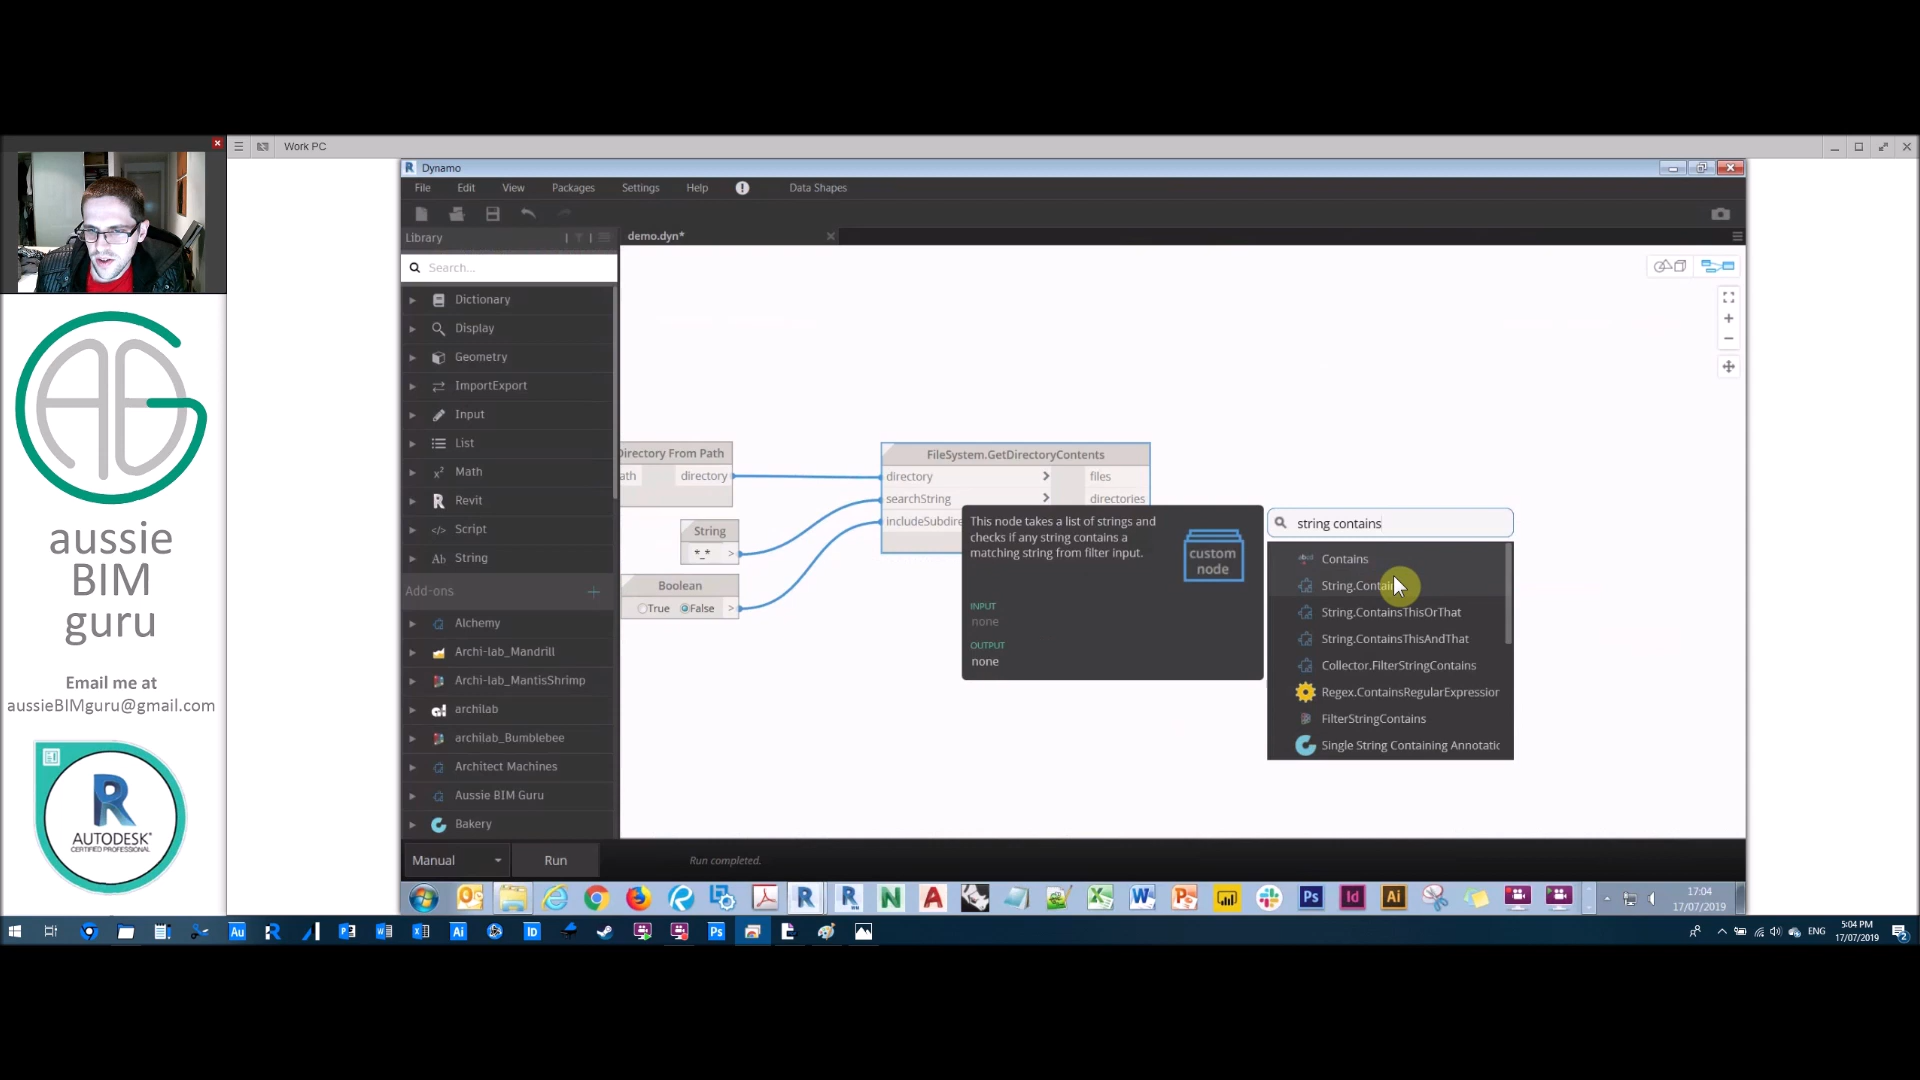 Work PC
Dynamo
File Edit View Packages Settings Help Data Shapes
Library
demo.dyn*
Search...
Dictionary
Display
Geometry
ImportExport
Input
List
Math
Revit
Script
String
Add-ons
Alchemy
Archi-lab_Mandrill
Archi-lab_MantisShrimp
archilab
archilab_Bumblebee
Architect Machines
Aussie BIM Guru
Bakery
Directory From Path
ath directory
String
*_* >
Boolean
True False >
FileSystem.GetDirectoryContents
directory > files
searchString > directories
includeSubdire
This node takes a list of strings and
checks if any string contains a
matching string from filter input.
custom
node
INPUT
none
OUTPUT
none
string contains
Contains
String.Contai
String.ContainsThisOrThat
String.ContainsThisAndThat
Collector.FilterStringContains
Regex.ContainsRegularExpression
FilterStringContains
Single String Containing Annotatic
Manual Run Run completed.
17:04
17/07/2019
ENG
5:04 PM
17/07/2019
aussie
BIM
guru
Email me at
aussieBIMguru@gmail.com
R
AUTODESK
CERTIFIED PROFESSIONAL